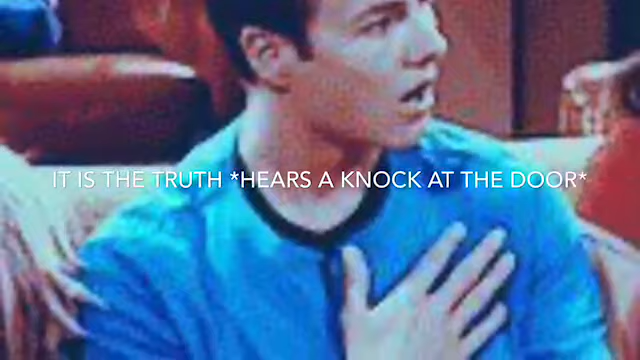 IT IS THE TRUTH *HEARS A KNOCK AT THE DOOR*